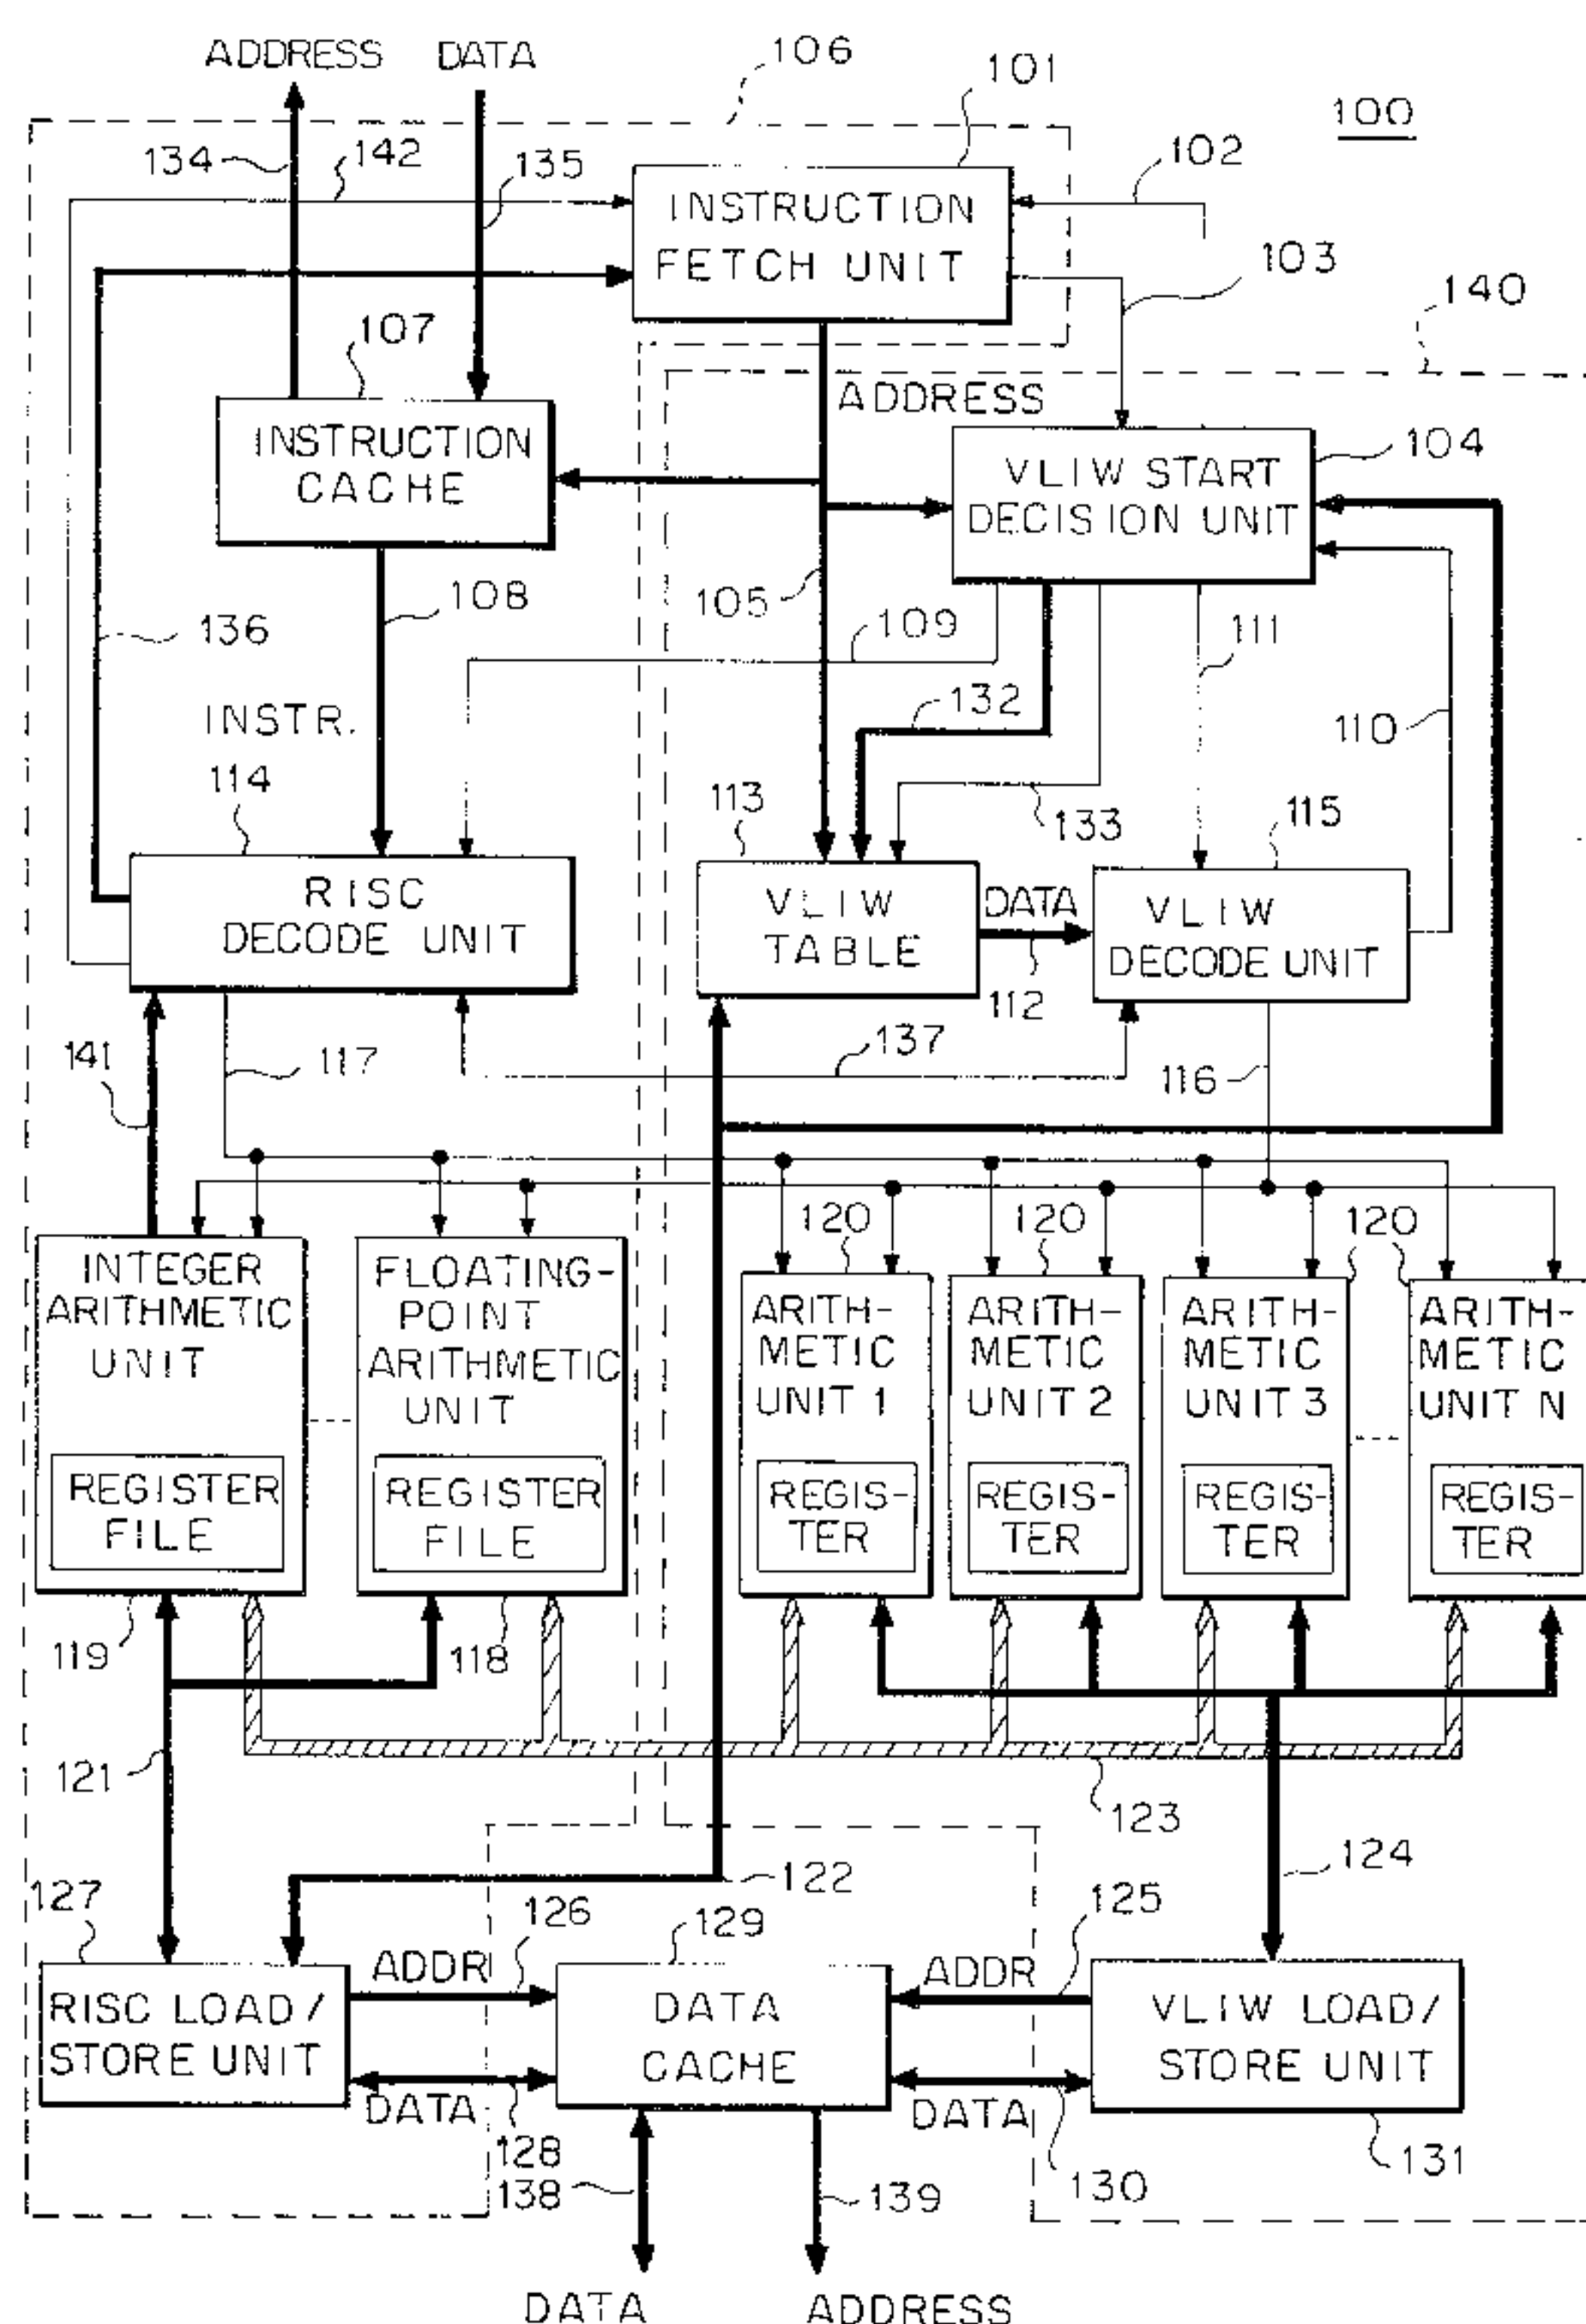 ADDRESS DATA 106 101 100
134 142 135 102
INSTRUCTION
FETCH UNIT
103
140
107
ADDRESS
INSTRUCTION
CACHE
VLIW START
DECISION UNIT
104
108 105 109 111
136
INSTR.
132 110
114 113 133 115
RISC
DECODE UNIT
VLIW
TABLE
DATA
112
VLIW
DECODE UNIT
141 117 137 116
120 120 120
INTEGER
ARITHMETIC
UNIT
REGISTER
FILE
FLOATING-
POINT
ARITHMETIC
UNIT
REGISTER
FILE
ARITH-
METIC
UNIT 1
REGIS-
TER
ARITH-
METIC
UNIT 2
REGIS-
TER
ARITH-
METIC
UNIT 3
REGIS-
TER
ARITH-
METIC
UNIT N
REGIS-
TER
119 118
121 123
122 124
127 126 129 125
RISC LOAD/
STORE UNIT
ADDR
DATA
128
DATA
CACHE
ADDR
DATA
130
VLIW LOAD/
STORE UNIT
131
138 139
DATA ADDRESS